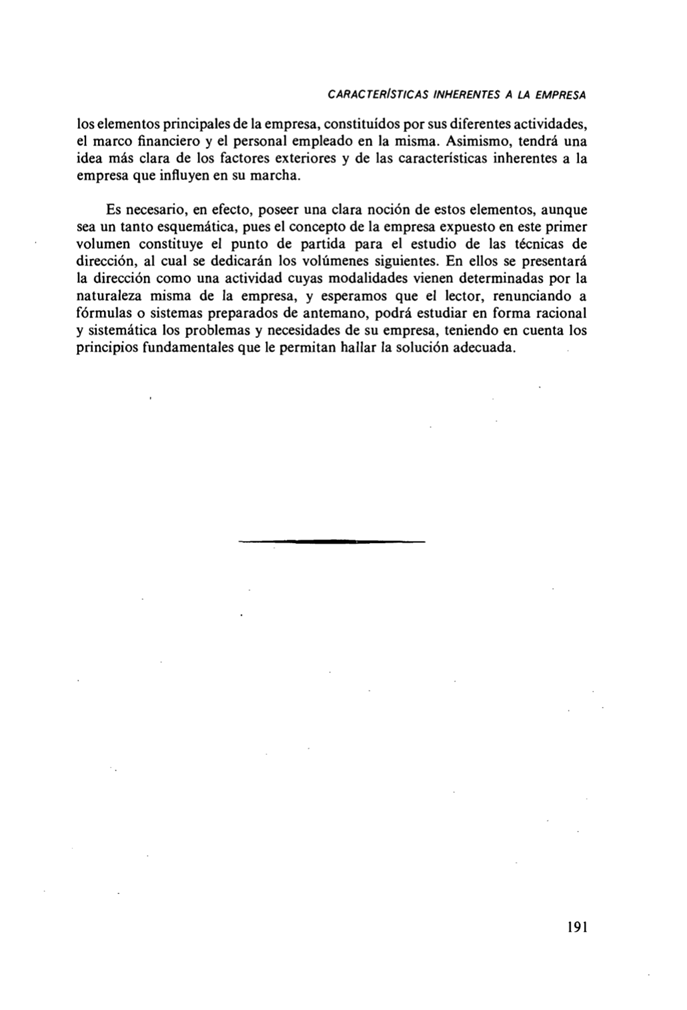 CARACTERÍSTICAS INHERENTES A LA EMPRESA
los elementos principales de la empresa, constituídos por sus diferentes actividades,
el marco financiero y el personal empleado en la misma. Asimismo, tendrá una
idea más clara de los factores exteriores y de las características inherentes a la
empresa que influyen en su marcha.
Es necesario, en efecto, poseer una clara noción de estos elementos, aunque
sea un tanto esquemática, pues el concepto de la empresa expuesto en este primer
volumen constituye el punto de partida para el estudio de las técnicas de
dirección, al cual se dedicarán los volúmenes siguientes. En ellos se presentará
la dirección como una actividad cuyas modalidades vienen determinadas por la
naturaleza misma de la empresa, y esperamos que el lector, renunciando a
fórmulas o sistemas preparados de antemano, podrá estudiar en forma racional
y sistemática los problemas y necesidades de su empresa, teniendo en cuenta los
principios fundamentales que le permitan hallar la solución adecuada.
191